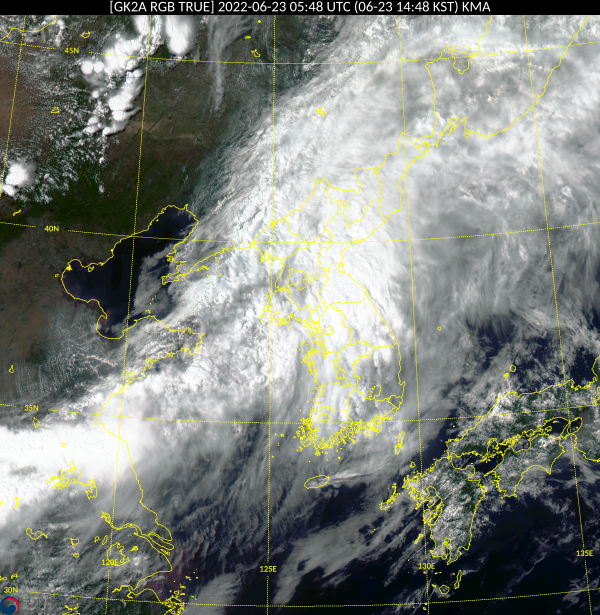 [GK2A RGB TRUE] 2022-06-23 05:48 UTC (06-23 14:48 KST) KMA
45N
40N
35N
120E
125E
130E
135E
30N